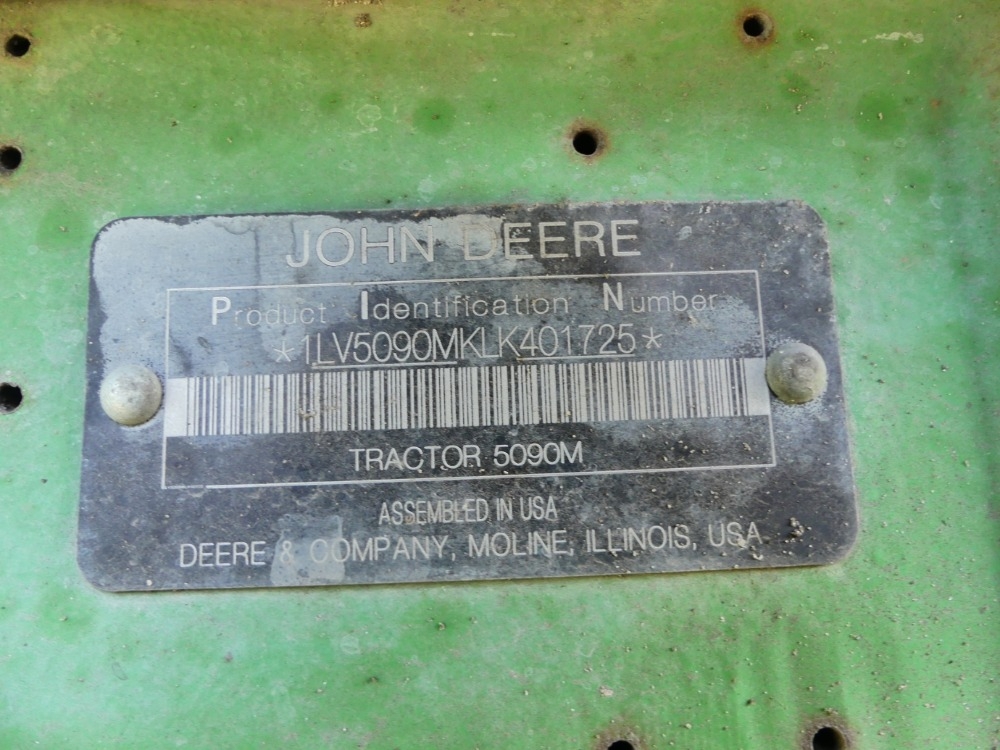 JOHN DEERE
Product Identification Number
*1LV5090MKLK401725*
TRACTOR 5090M
ASSEMBLED IN USA
DEERE & COMPANY, MOLINE, ILLINOIS, USA